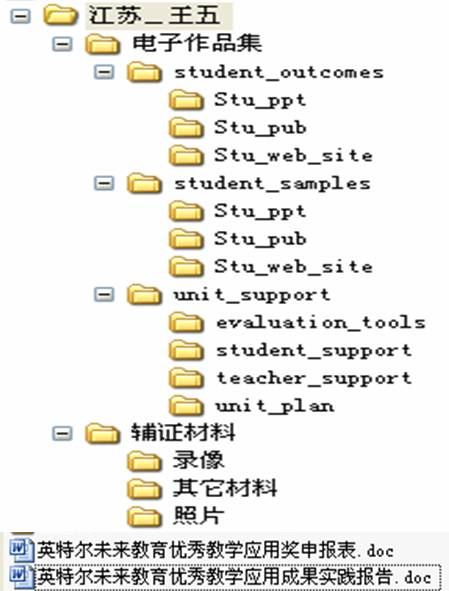 江苏_王五
电子作品集
student_outcomes
Stu_ppt
Stu_pub
Stu_web_site
student_samples
Stu_ppt
Stu_pub
Stu_web_site
unit_support
evaluation_tools
student_support
teacher_support
unit_plan
辅证材料
录像
其它材料
照片
英特尔未来教育优秀教学应用奖申报表.doc
英特尔未来教育优秀教学应用成果实践报告.doc